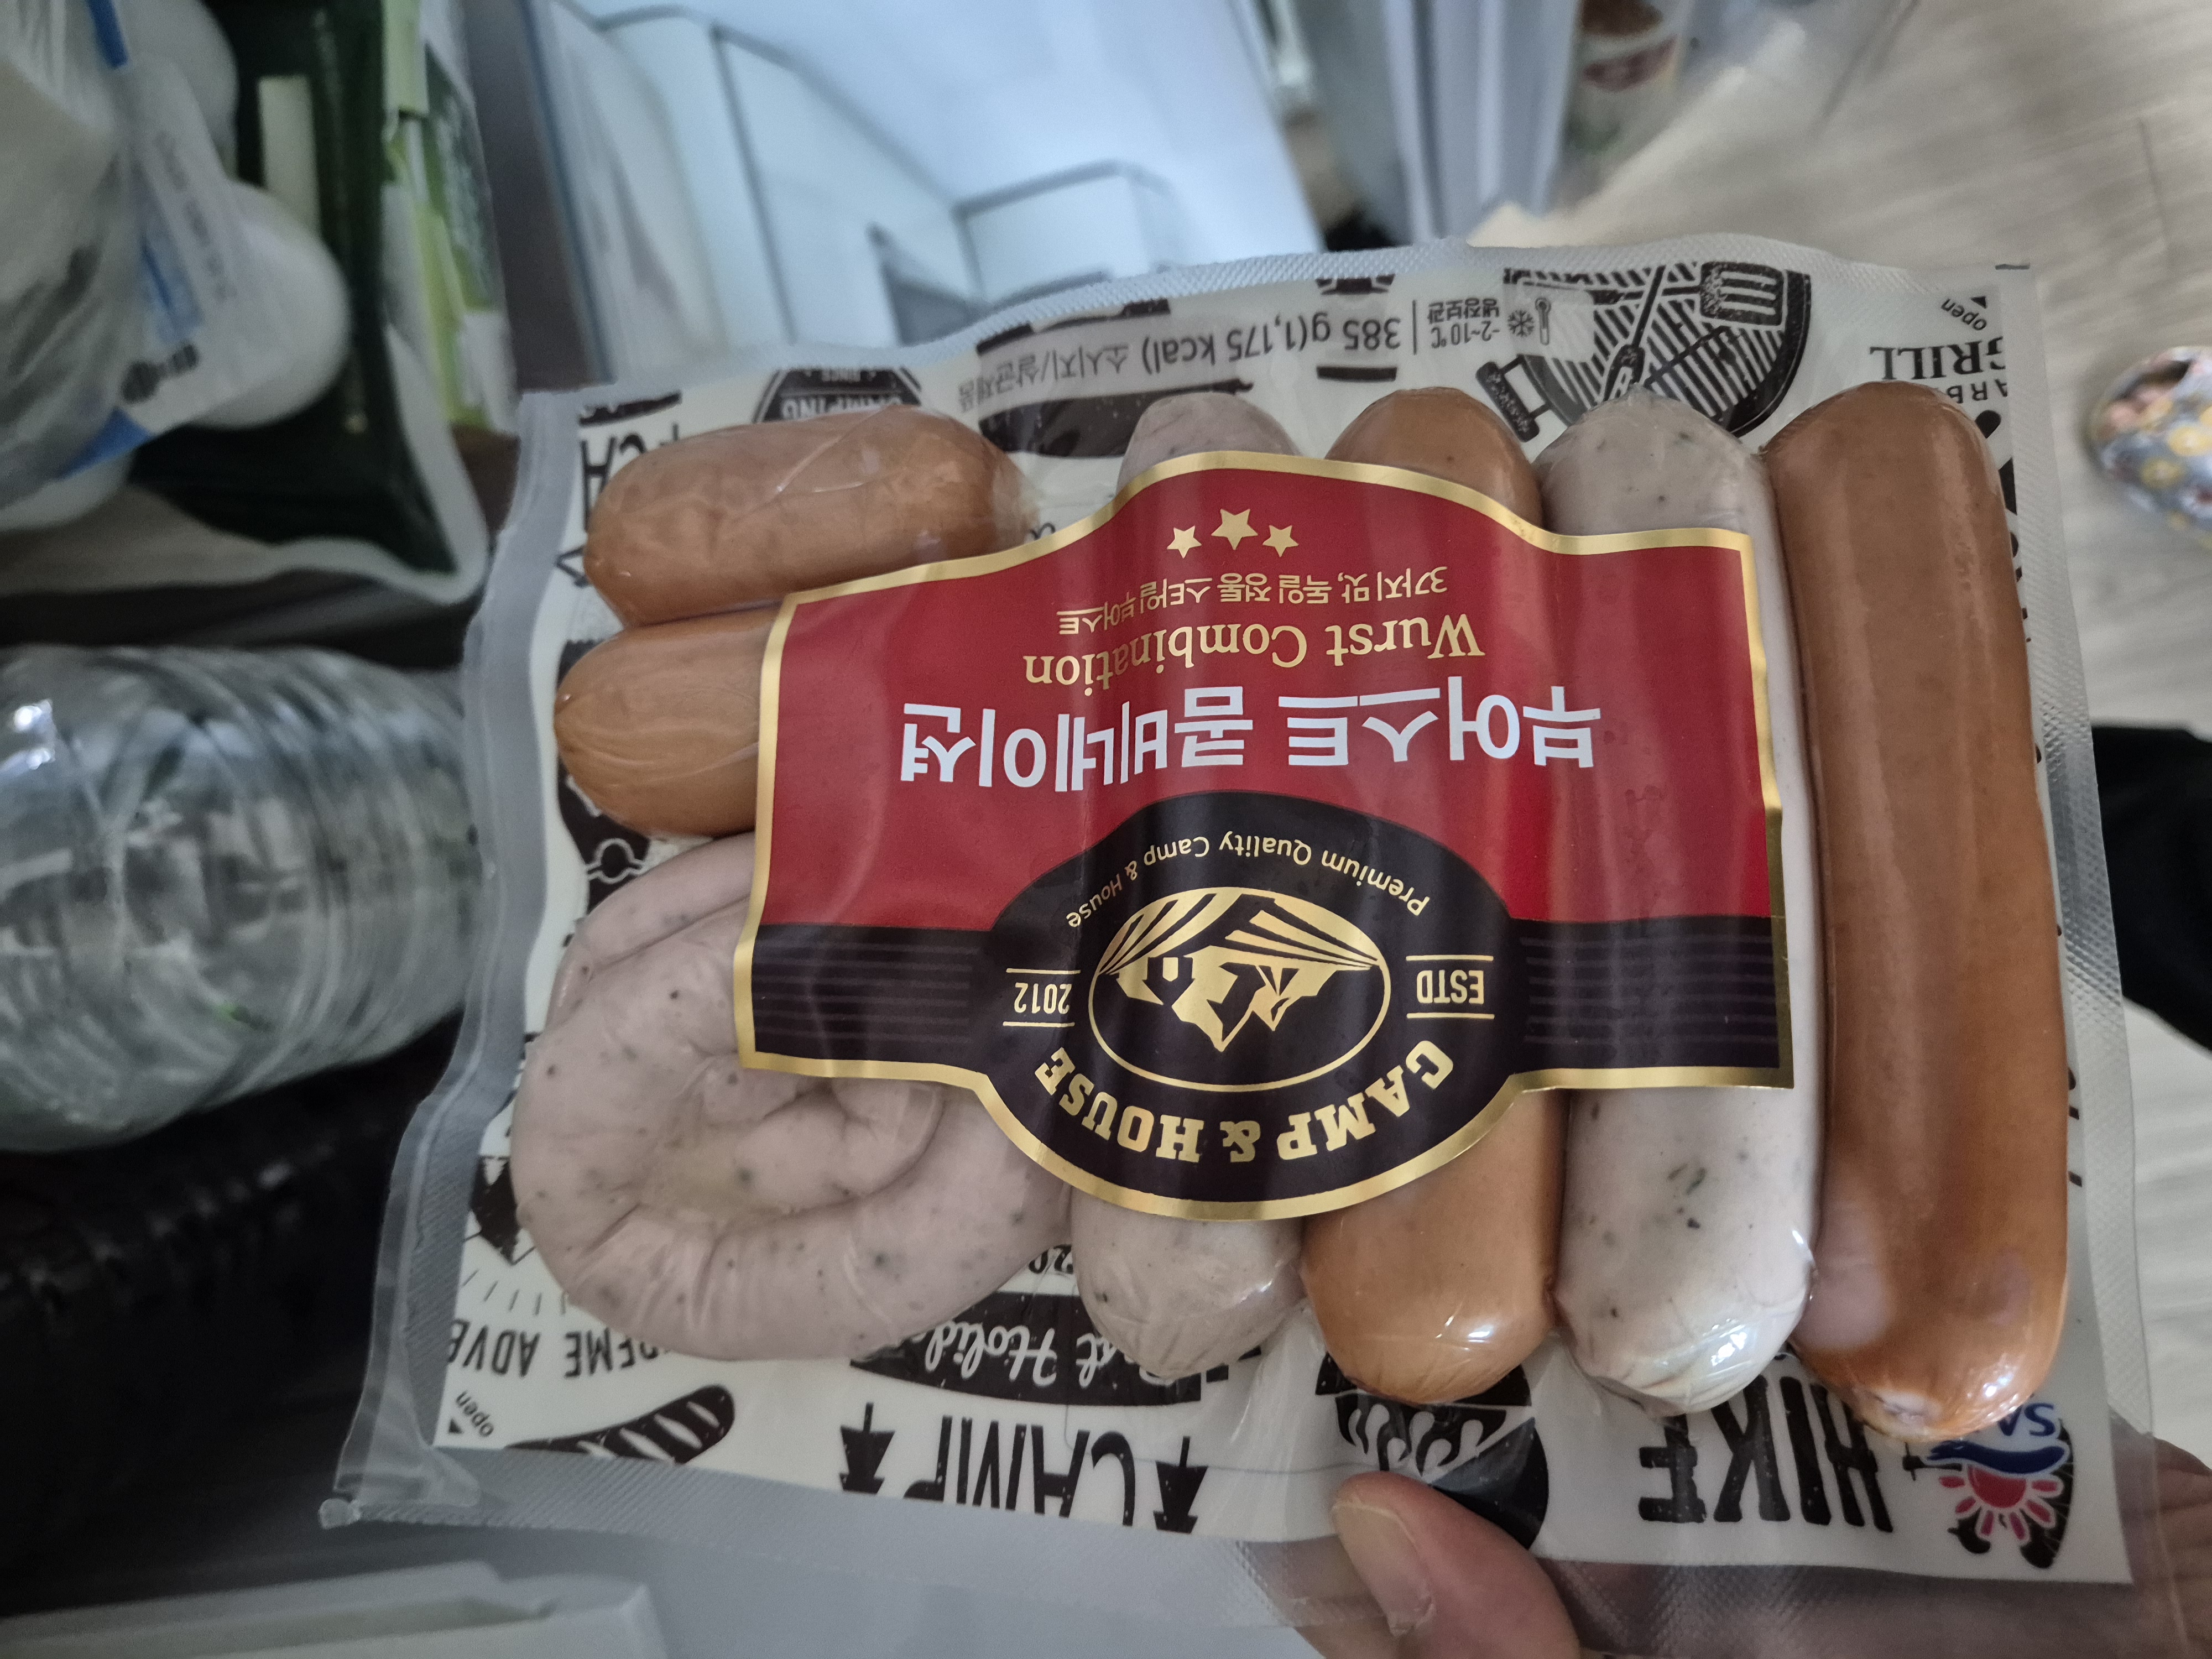 CAMP & HOUSE
ESTD 2012
Premium Quality Camp & House
부어스트 콤비네이션
Wurst Combination
3가지 맛, 독일 정통 스타일 부어스트
HIKE
CAMP
open
open
GRILL
CAMPING
-2~10℃
냉장보관
385 g(1,175 kcal) 소시지/살균제품